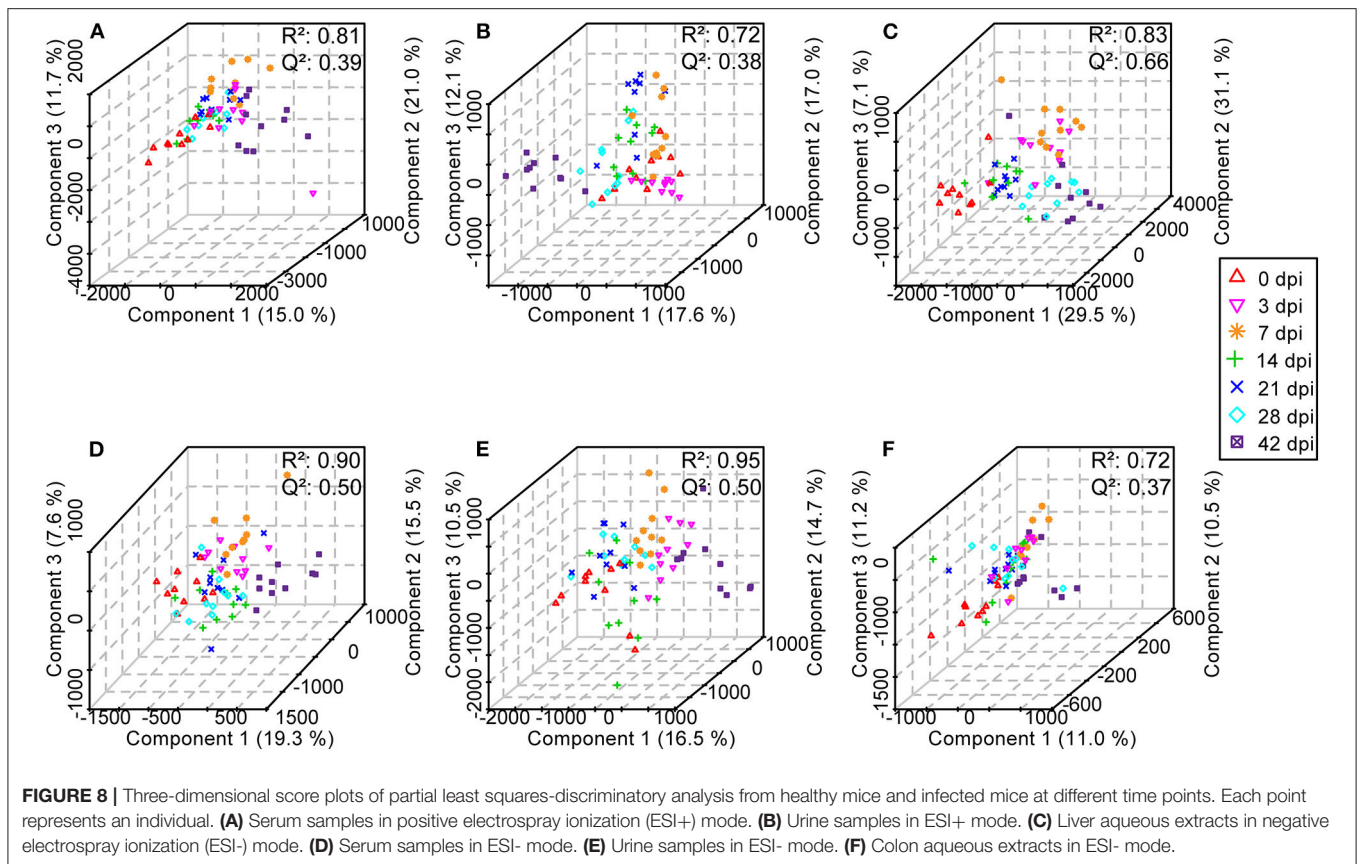 A
R²: 0.81
Q²: 0.39
Component 3 (11.7 %)
2000
0
-2000
-4000
-2000 0 2000
Component 1 (15.0 %)
-3000
-1000
1000
Component 2 (21.0 %)
B
R²: 0.72
Q²: 0.38
Component 3 (12.1 %)
1000
0
-1000
-1000 0 1000
Component 1 (17.6 %)
-1000
0
1000
Component 2 (17.0 %)
C
R²: 0.83
Q²: 0.66
Component 3 (7.1 %)
1000
0
-1000
-2000 -1000 0 1000
Component 1 (29.5 %)
-2000
0
2000
4000
Component 2 (31.1 %)
0 dpi
3 dpi
7 dpi
14 dpi
21 dpi
28 dpi
42 dpi
D
R²: 0.90
Q²: 0.50
Component 3 (7.6 %)
1000
0
-1000
-1500 -500 500 1500
Component 1 (19.3 %)
-1000
0
1000
Component 2 (15.5 %)
E
R²: 0.95
Q²: 0.50
Component 3 (10.5 %)
1000
0
-1000
-2000
-2000 0 1000
Component 1 (16.5 %)
-1000
0
1000
Component 2 (14.7 %)
F
R²: 0.72
Q²: 0.37
Component 3 (11.2 %)
0
-1000
-1500
-1000 0 1000
Component 1 (11.0 %)
-600
-200
200
600
Component 2 (10.5 %)
FIGURE 8 | Three-dimensional score plots of partial least squares-discriminatory analysis from healthy mice and infected mice at different time points. Each point
represents an individual. (A) Serum samples in positive electrospray ionization (ESI+) mode. (B) Urine samples in ESI+ mode. (C) Liver aqueous extracts in negative
electrospray ionization (ESI-) mode. (D) Serum samples in ESI- mode. (E) Urine samples in ESI- mode. (F) Colon aqueous extracts in ESI- mode.